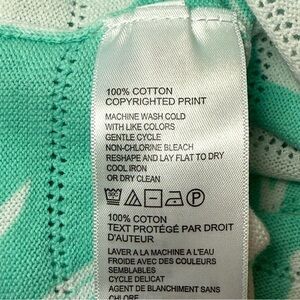 100% COTTON
COPYRIGHTED PRINT
MACHINE WASH COLD
WITH LIKE COLORS
GENTLE CYCLE
NON-CHLORINE BLEACH
RESHAPE AND LAY FLAT TO DRY
COOL IRON
OR DRY CLEAN
P
100% COTON
TEXT PROTÉGÉ PAR DROIT
D'AUTEUR
LAVER A LA MACHINE A L'EAU
FROIDE AVEC DES COULEURS
SEMBLABLES
CYCLE DELICAT
AGENT DE BLANCHIMENT SANS
CHLORE